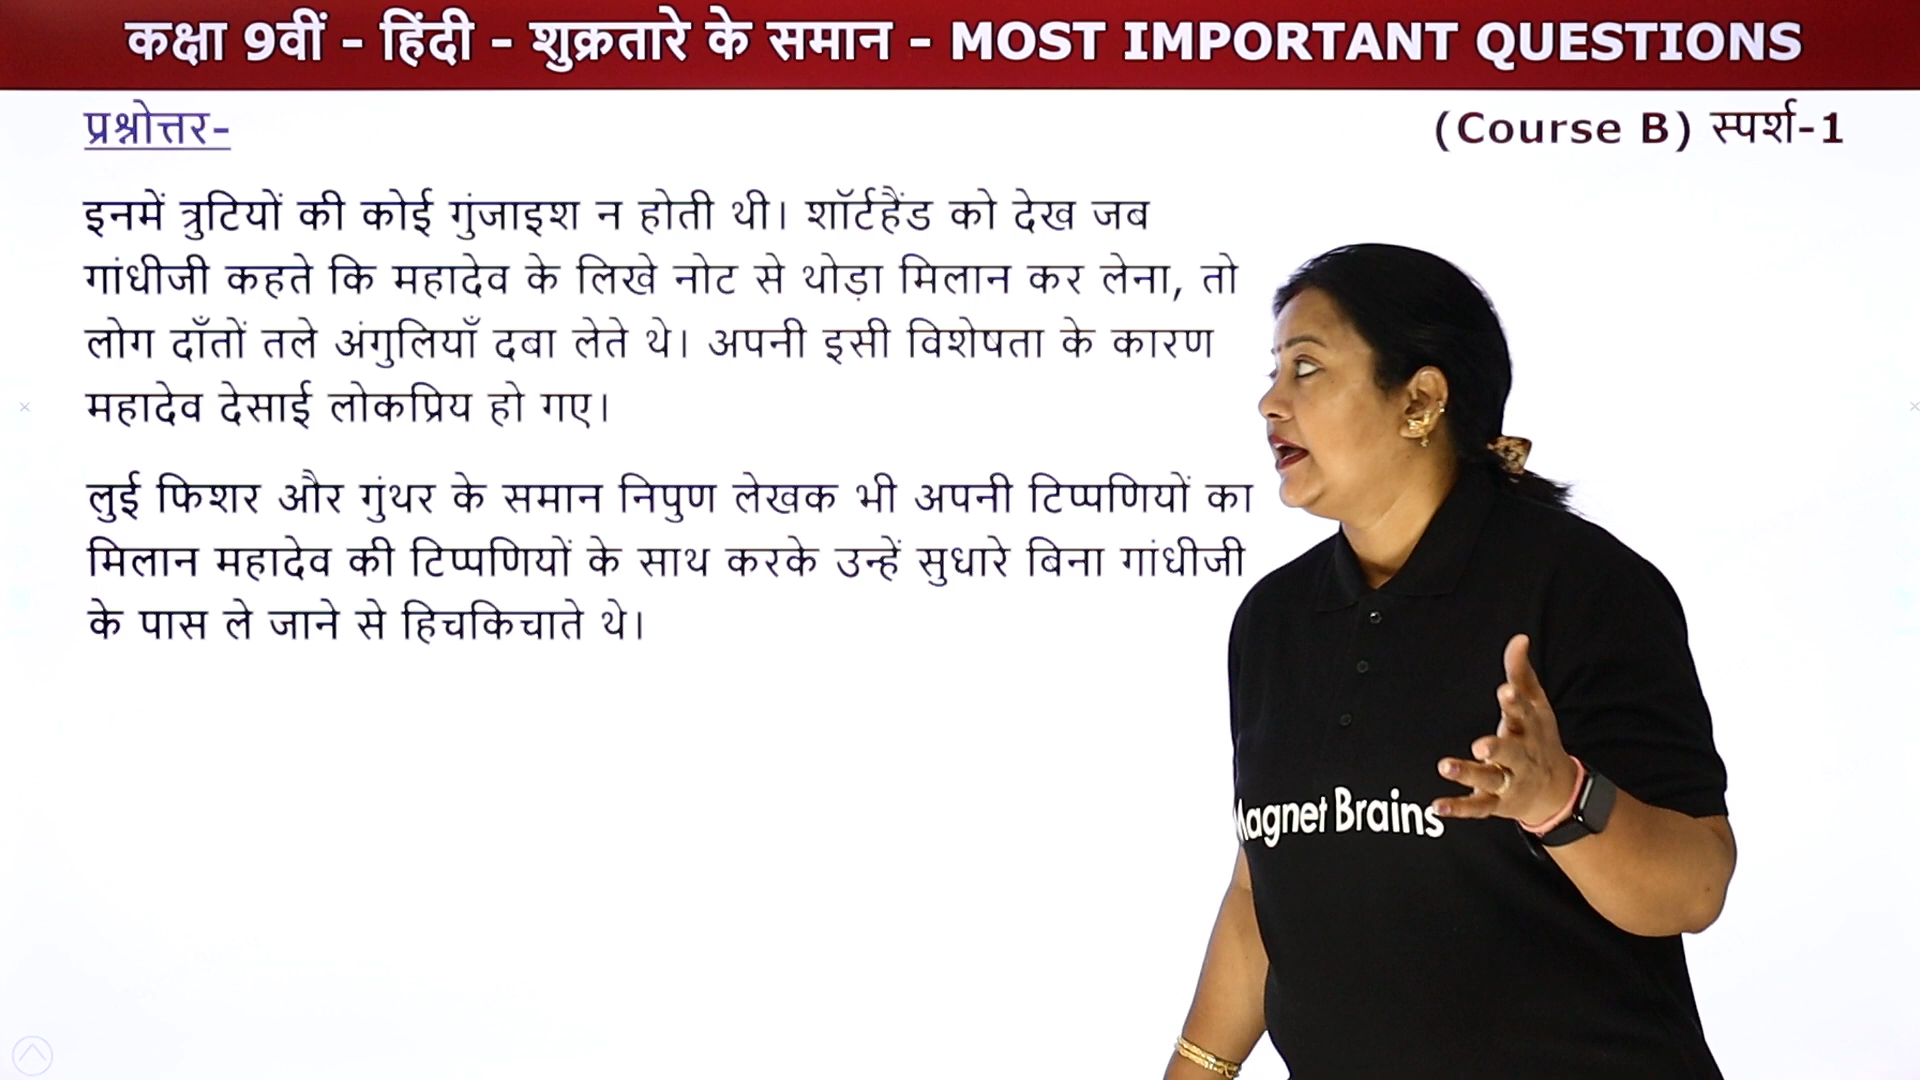 कक्षा 9वीं - हिंदी - शुक्रतारे के समान - MOST IMPORTANT QUESTIONS
प्रश्नोत्तर-
(Course B) स्पर्श-1
इनमें त्रुटियों की कोई गुंजाइश न होती थी। शॉर्टहैंड को देख जब
गांधीजी कहते कि महादेव के लिखे नोट से थोड़ा मिलान कर लेना, तो
लोग दाँतों तले अंगुलियाँ दबा लेते थे। अपनी इसी विशेषता के कारण
महादेव देसाई लोकप्रिय हो गए।
लुई फिशर और गुंथर के समान निपुण लेखक भी अपनी टिप्पणियों का
मिलान महादेव की टिप्पणियों के साथ करके उन्हें सुधारे बिना गांधीजी
के पास ले जाने से हिचकिचाते थे।
Magnet Brains